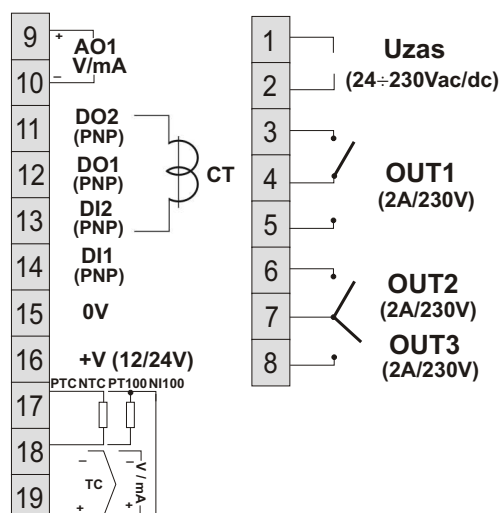 9
+
AO1
V/mA
10
–
11
DO2
(PNP)
12
DO1
(PNP)
CT
13
DI2
(PNP)
14
DI1
(PNP)
15
0V
16
+V (12/24V)
PTC NTC PT100 NI100
17
18
–
–
TC
V / mA
19
+
+
1
Uzas
2
(24÷230Vac/dc)
3
4
OUT1
(2A/230V)
5
6
OUT2
(2A/230V)
7
OUT3
(2A/230V)
8